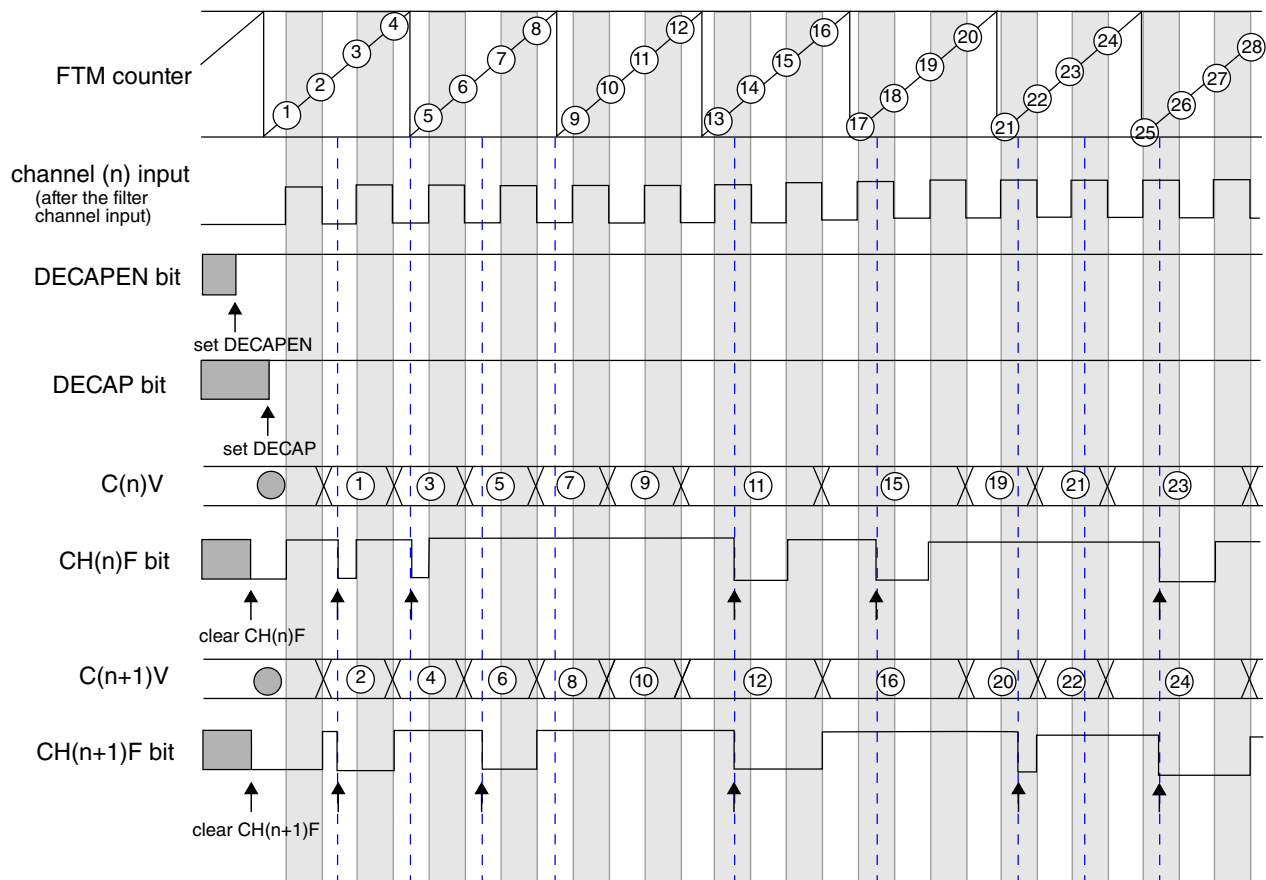 FTM counter
1 2 3 4 5 6 7 8 9 10 11 12 13 14 15 16 17 18 19 20 21 22 23 24 25 26 27 28
channel (n) input
(after the filter
channel input)
DECAPEN bit
set DECAPEN
DECAP bit
set DECAP
C(n)V
1 3 5 7 9 11 15 19 21 23
CH(n)F bit
clear CH(n)F
C(n+1)V
2 4 6 8 10 12 16 20 22 24
CH(n+1)F bit
clear CH(n+1)F